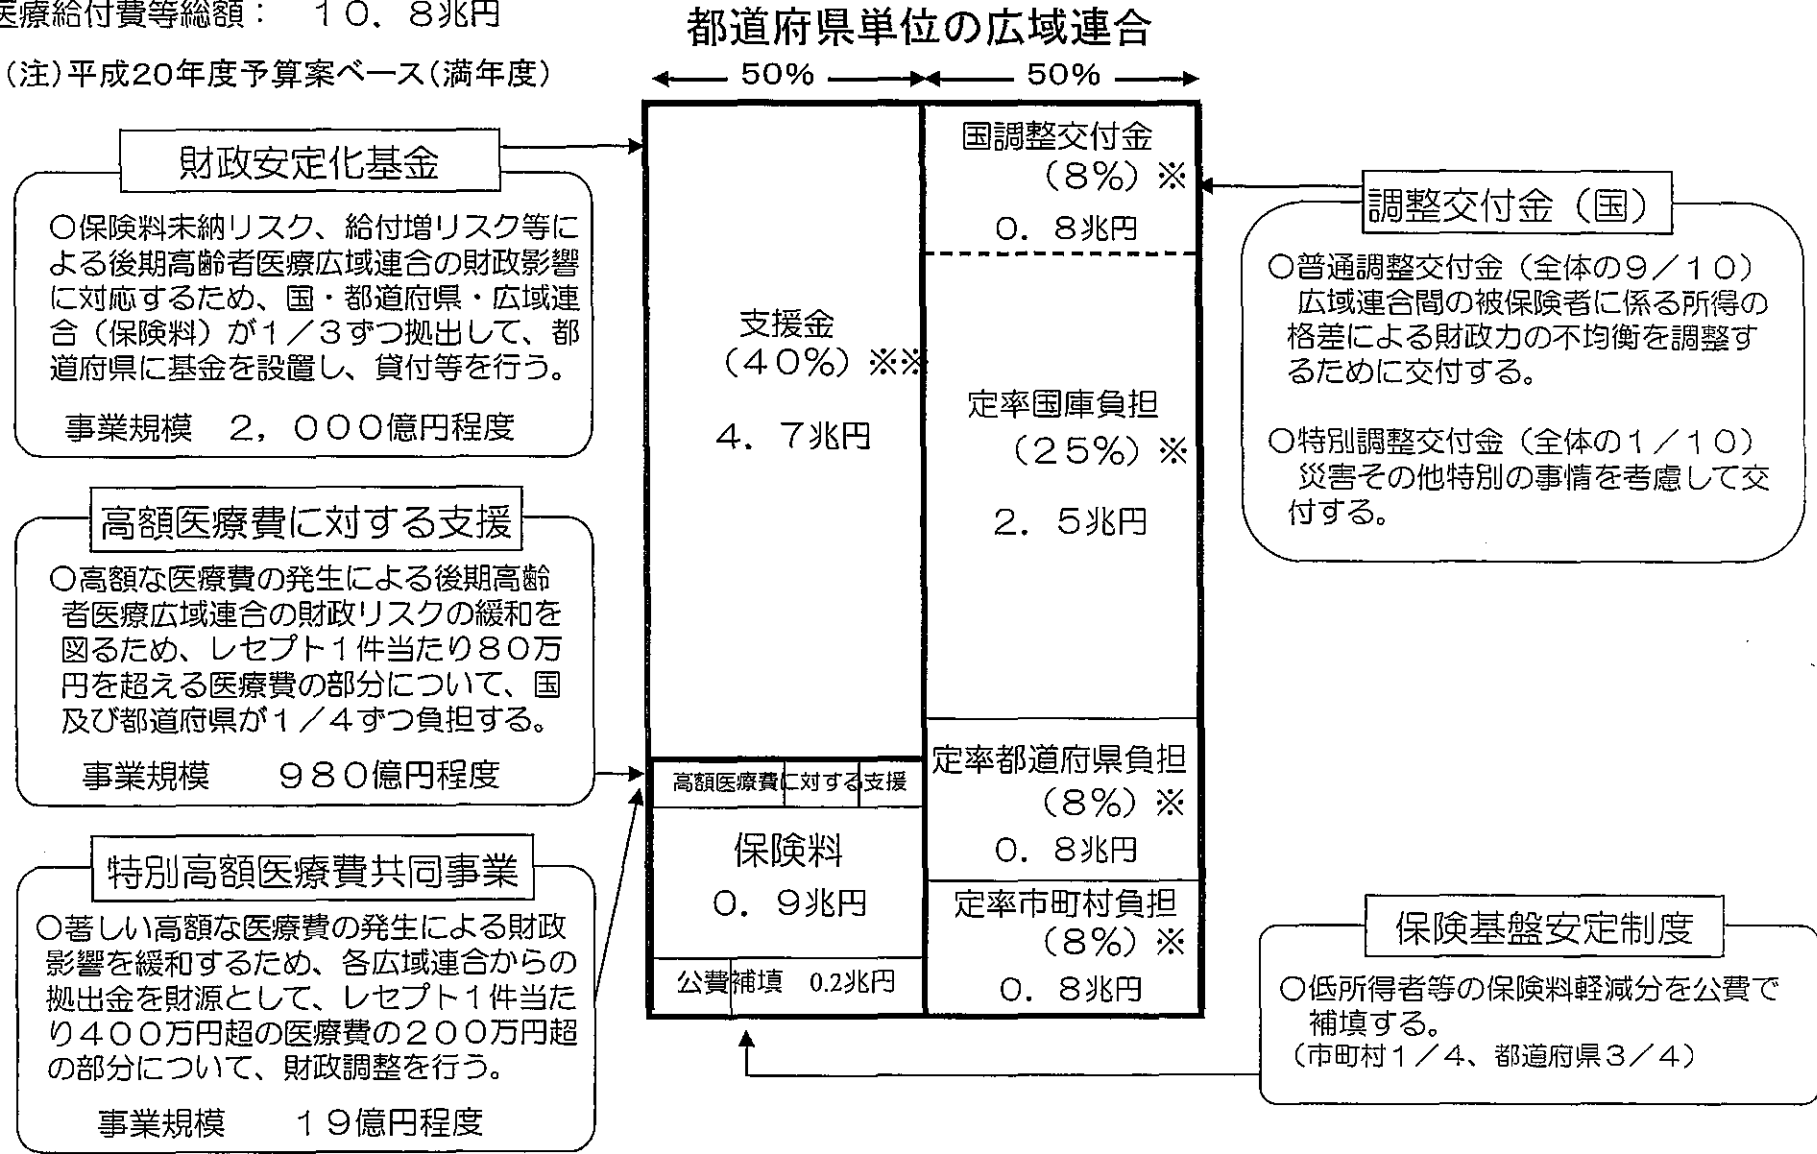 医療給付費等総額： １０．８兆円
（注）平成２０年度予算案ベース（満年度）
都道府県単位の広域連合
50%
50%
財政安定化基金
○保険料未納リスク、給付増リスク等に
よる後期高齢者医療広域連合の財政影響
に対応するため、国・都道府県・広域連
合（保険料）が１／３ずつ拠出して、都
道府県に基金を設置し、貸付等を行う。
事業規模 ２，０００億円程度
高額医療費に対する支援
○高額な医療費の発生による後期高齢
者医療広域連合の財政リスクの緩和を
図るため、レセプト１件当たり８０万
円を超える医療費の部分について、国
及び都道府県が１／４ずつ負担する。
事業規模 ９８０億円程度
特別高額医療費共同事業
○著しい高額な医療費の発生による財政
影響を緩和するため、各広域連合からの
拠出金を財源として、レセプト１件当た
り４００万円超の医療費の２００万円超
の部分について、財政調整を行う。
事業規模 １９億円程度
支援金
（４０％）※※
４．７兆円
高額医療費に対する支援
保険料
０．９兆円
公費補填 0.2兆円
国調整交付金
（８％）※
０．８兆円
定率国庫負担
（２５％）※
２．５兆円
定率都道府県負担
（８％）※
０．８兆円
定率市町村負担
（８％）※
０．８兆円
調整交付金（国）
○普通調整交付金（全体の９／１０）
広域連合間の被保険者に係る所得の
格差による財政力の不均衡を調整す
るために交付する。
○特別調整交付金（全体の１／１０）
災害その他特別の事情を考慮して交
付する。
保険基盤安定制度
○低所得者等の保険料軽減分を公費で
補填する。
（市町村１／４、都道府県３／４）